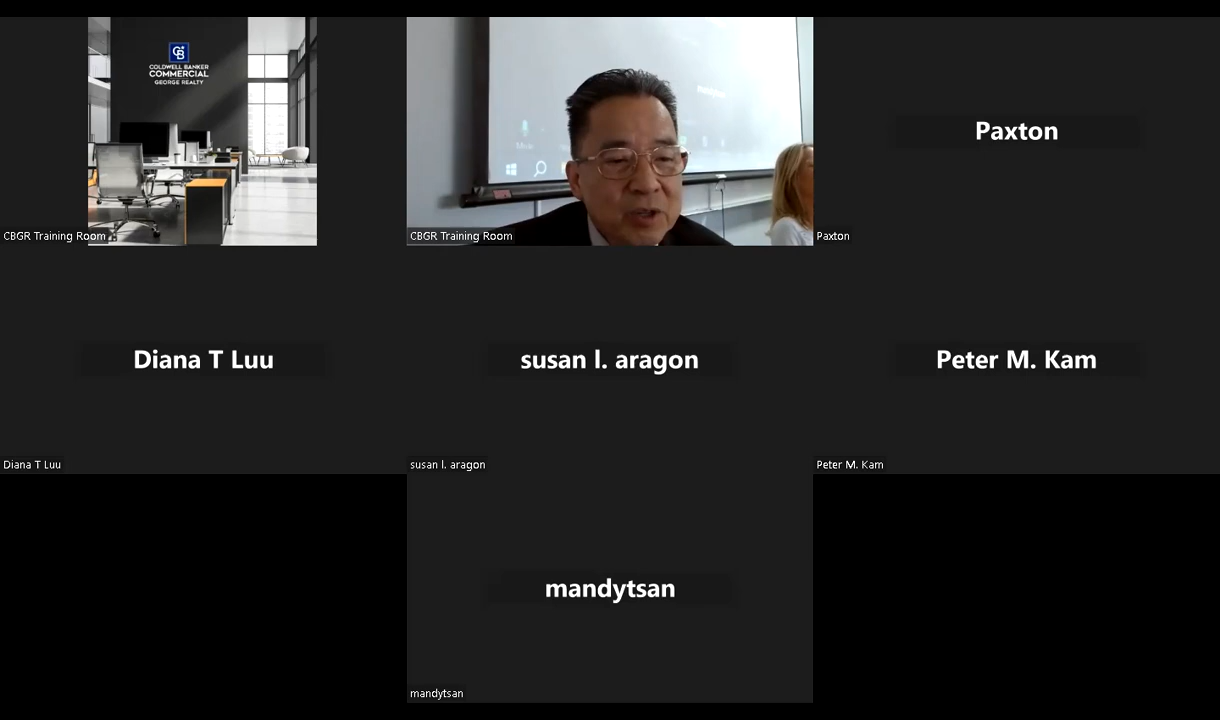 CB
COLDWELL BANKER
COMMERCIAL
GEORGE REALTY
CBGR Training Room
CBGR Training Room
Paxton
Paxton
Diana T Luu
Diana T Luu
susan l. aragon
susan l. aragon
Peter M. Kam
Peter M. Kam
mandytsan
mandytsan